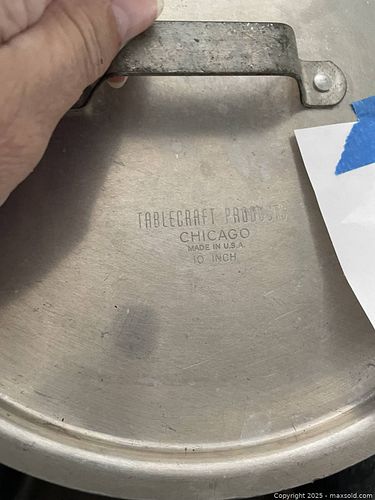 TABLECRAFT PRODUCTS
CHICAGO
MADE IN U.S.A.
10 INCH
Copyright © 2025 - maxsold.com